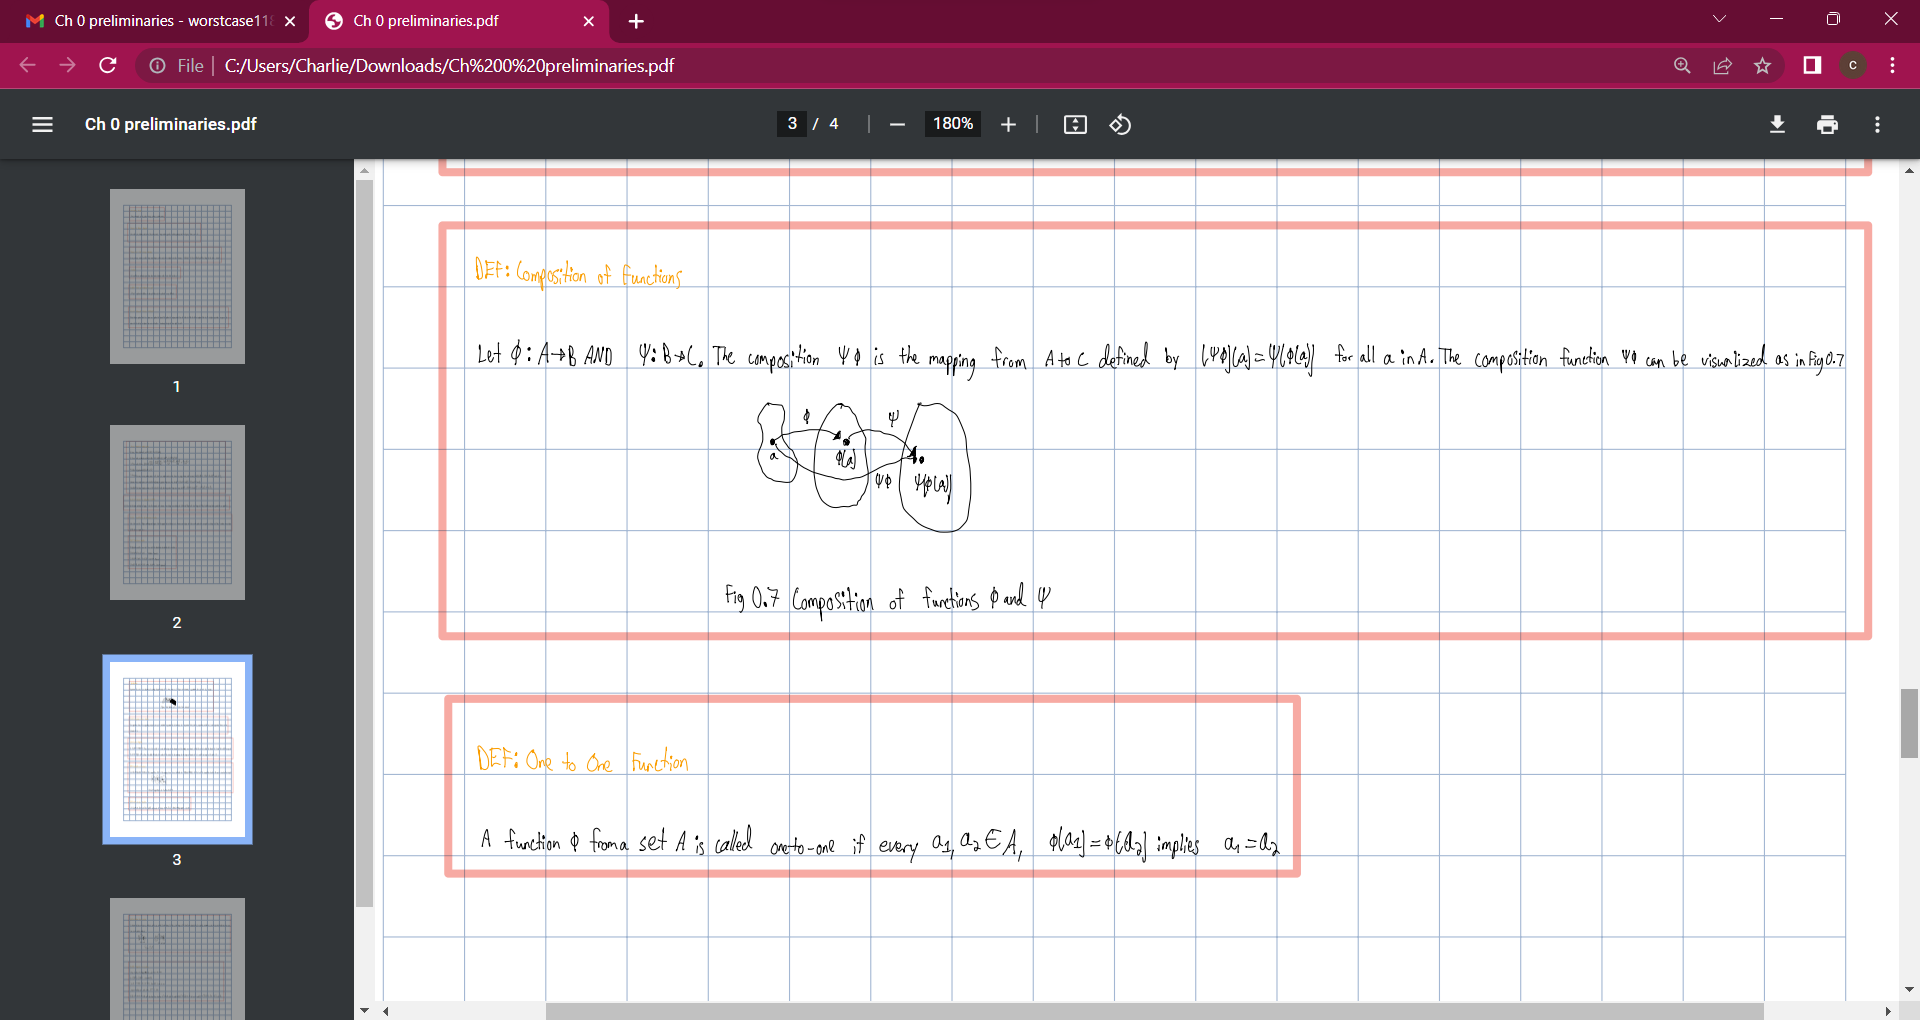 Ch 0 preliminaries - worstcase118
Ch 0 preliminaries.pdf
File
C:/Users/Charlie/Downloads/Ch%200%20preliminaries.pdf
C
Ch 0 preliminaries.pdf
3 / 4
180%
1
2
3
DEF: Composition of Functions
Let ϕ: A→B AND Ψ: B→C. The composition Ψϕ is the mapping from A to C defined by (Ψϕ)(a)=Ψ(ϕ(a)) for all a in A. The composition function Ψϕ can be visualized as in Fig 0.7
ϕ Ψ
a ϕ(a)
Ψϕ Ψ(ϕ(a))
Fig 0.7 Composition of functions ϕ and Ψ
DEF: One to One Function
A function ϕ from a set A is called one to-one if every a1, a2 ∈ A, ϕ(a1)=ϕ(a2) implies a1=a2